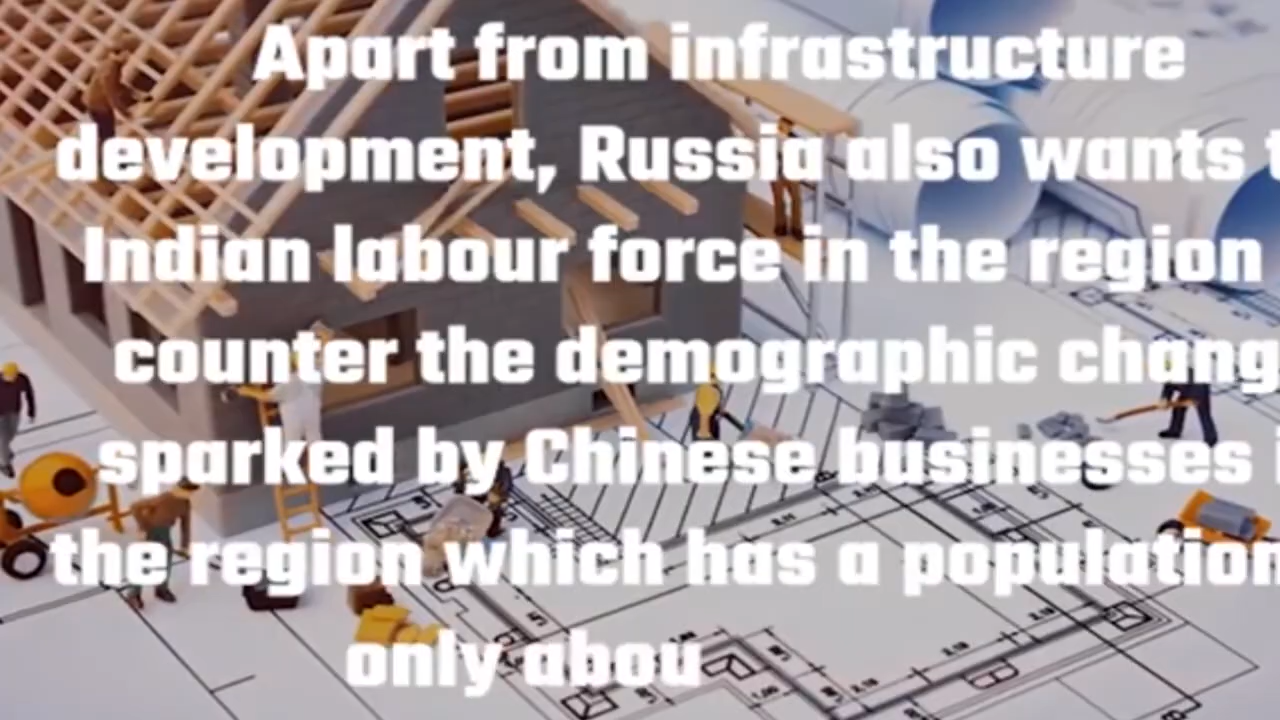 Apart from infrastructure
development, Russia also wants t
Indian labour force in the region
counter the demographic chang
sparked by Chinese businesses i
the region which has a population
only abou